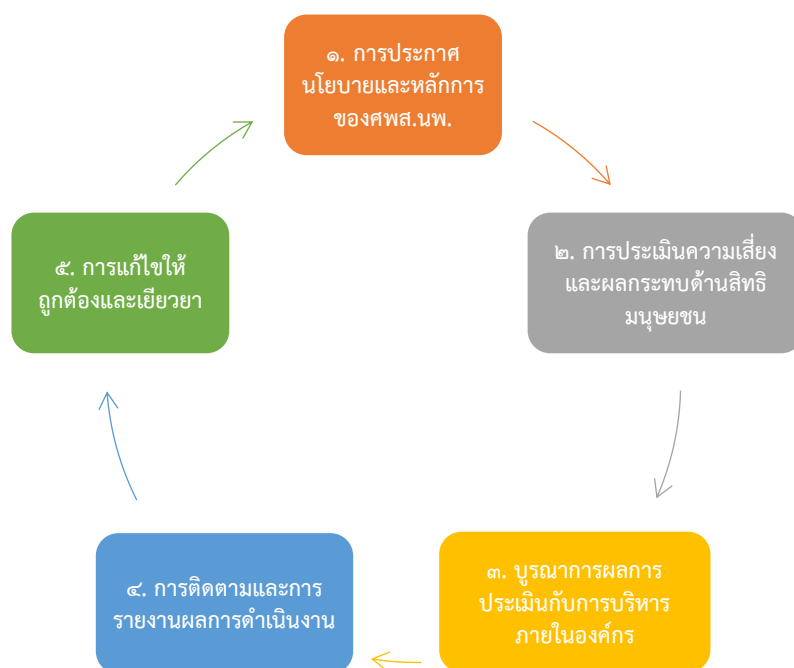 ๑. การประกาศ
นโยบายและหลักการ
ของศพส.นพ.
๒. การประเมินความเสี่ยง
และผลกระทบด้านสิทธิ
มนุษยชน
๓. บูรณาการผลการ
ประเมินกับการบริหาร
ภายในองค์กร
๔. การติดตามและการ
รายงานผลการดำเนินงาน
๕. การแก้ไขให้
ถูกต้องและเยียวยา